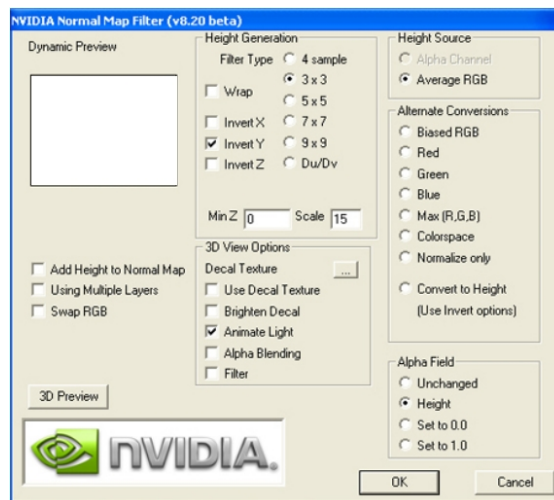 NVIDIA Normal Map Filter (v8.20 beta)
Dynamic Preview
Height Generation
Filter Type
4 sample
3 x 3
5 x 5
7 x 7
9 x 9
Du/Dv
Wrap
Invert X
Invert Y
Invert Z
Min Z 0 Scale 15
Height Source
Alpha Channel
Average RGB
Alternate Conversions
Biased RGB
Red
Green
Blue
Max (R,G,B)
Colorspace
Normalize only
Convert to Height
(Use Invert options)
Add Height to Normal Map
Using Multiple Layers
Swap RGB
3D View Options
Decal Texture ...
Use Decal Texture
Brighten Decal
Animate Light
Alpha Blending
Filter
Alpha Field
Unchanged
Height
Set to 0.0
Set to 1.0
3D Preview
NVIDIA.
OK Cancel